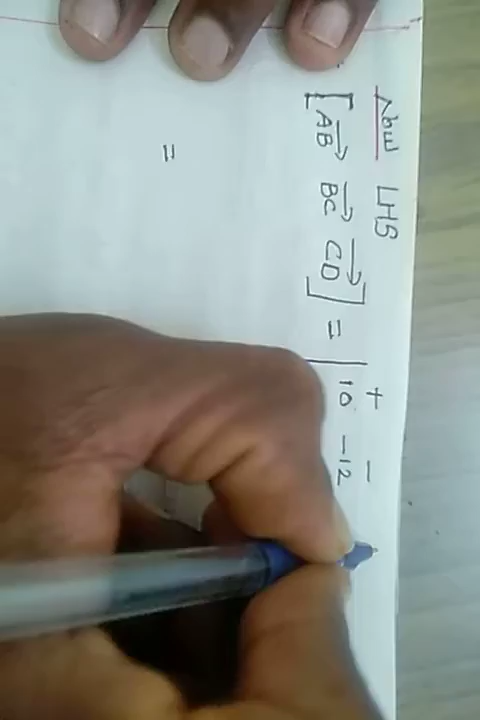 Now LHS
+ -
[AB→ BC→ CD→] = | 10 -12
=